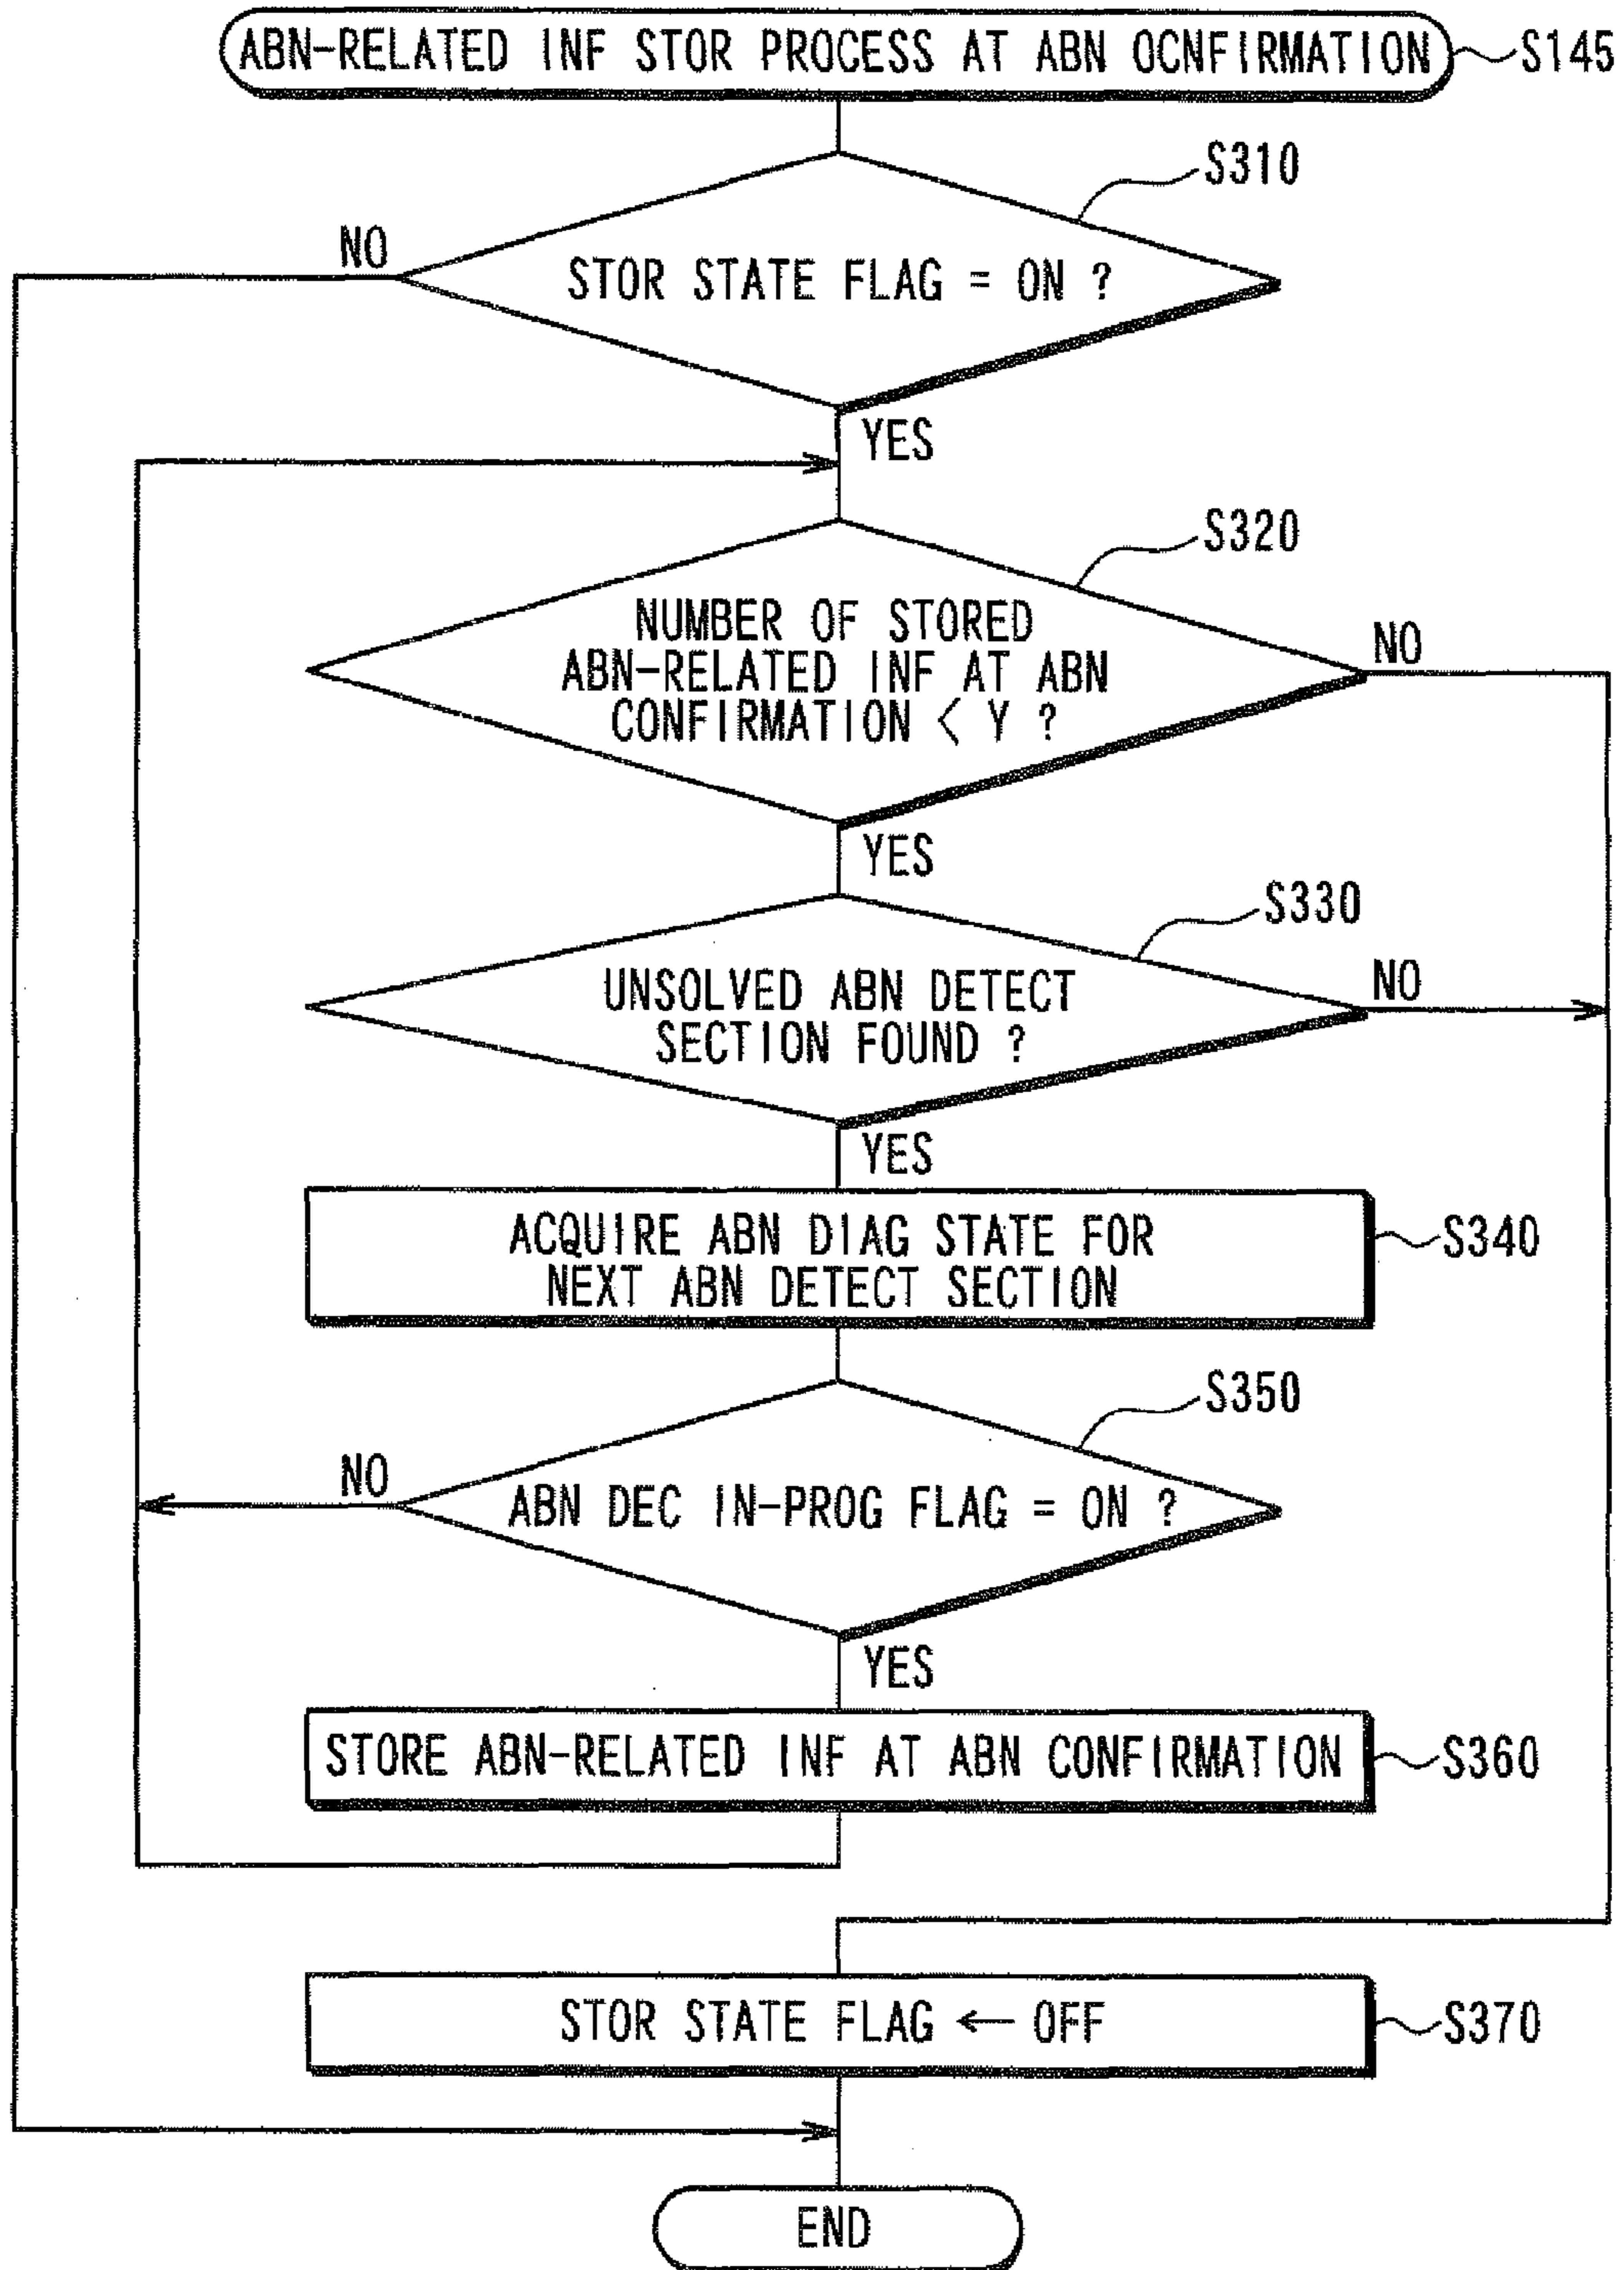 ABN-RELATED INF STOR PROCESS AT ABN OCNFIRMATION
S145
S310
NO
STOR STATE FLAG = ON ?
YES
S320
NUMBER OF STORED
ABN-RELATED INF AT ABN
CONFIRMATION < Y ?
NO
YES
S330
UNSOLVED ABN DETECT
SECTION FOUND ?
NO
YES
ACQUIRE ABN DIAG STATE FOR
NEXT ABN DETECT SECTION
S340
S350
NO
ABN DEC IN-PROG FLAG = ON ?
YES
STORE ABN-RELATED INF AT ABN CONFIRMATION
S360
STOR STATE FLAG ← OFF
S370
END